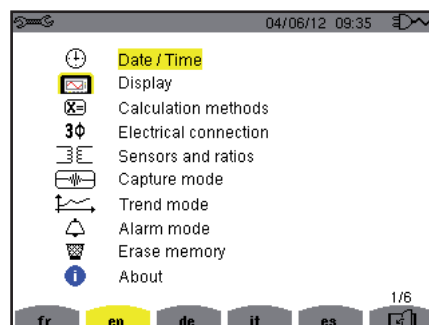 04/06/12 09:35
Date / Time
Display
X= Calculation methods
3Φ Electrical connection
Sensors and ratios
Capture mode
Trend mode
Alarm mode
Erase memory
i About
1/6
fr en de it es